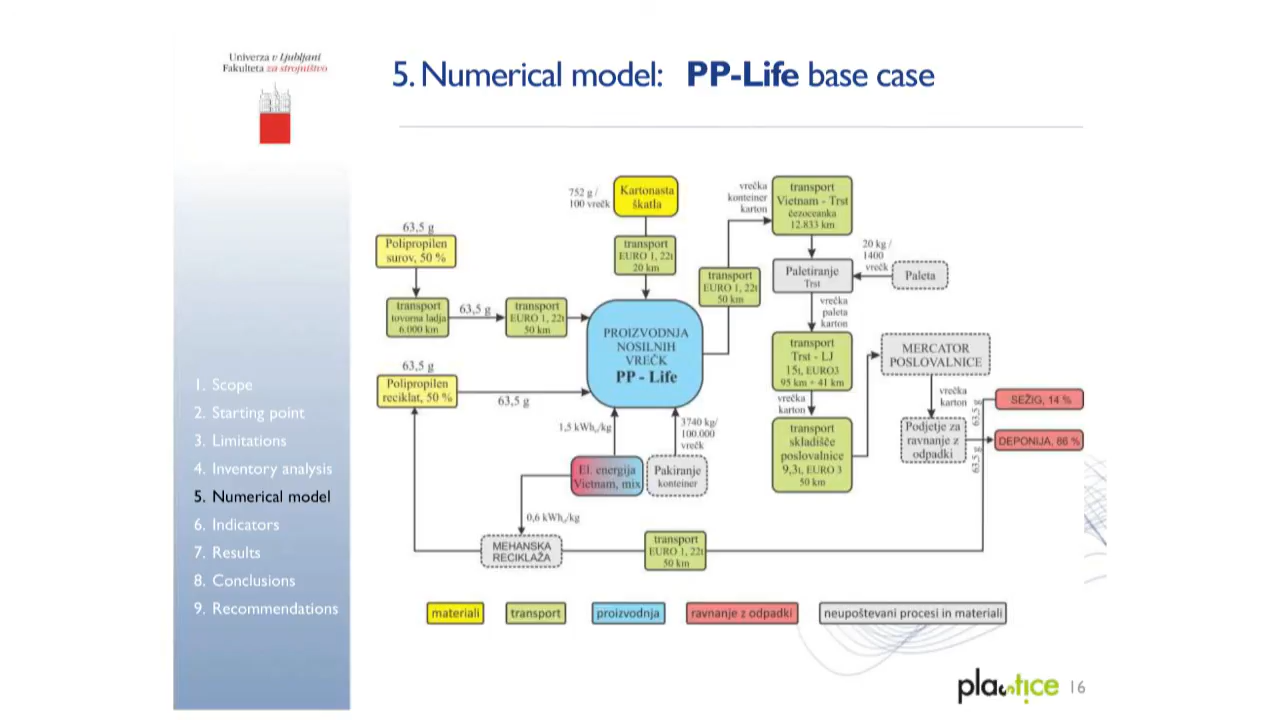 Univerza v Ljubljani
Fakulteta za strojništvo
5. Numerical model: PP-Life base case
1. Scope
2. Starting point
3. Limitations
4. Inventory analysis
5. Numerical model
6. Indicators
7. Results
8. Conclusions
9. Recommendations
63,5 g
Polipropilen
surov, 50 %
transport
tovorna ladja
6.000 km
63,5 g
transport
EURO 1, 22t
50 km
63,5 g
Polipropilen
reciklat, 50 %
63,5 g
752 g /
100 vrečk
Kartonasta
škatla
transport
EURO 1, 22t
20 km
PROIZVODNJA
NOSILNIH
VREČK
PP - Life
1,5 kWh/kg
3740 kg/
100.000
vrečk
El. energija
Vietnam, mix
Pakiranje
konteiner
0,6 kWh/kg
MEHANSKA
RECIKLAŽA
transport
EURO 1, 22t
50 km
transport
EURO 1, 22t
50 km
vrečka
konteiner
karton
transport
Vietnam - Trst
čezoceanka
12.833 km
20 kg /
1400
vrečk
Paletiranje
Trst
Paleta
vrečka
paleta
karton
transport
Trst - LJ
15t, EURO3
95 km + 41 km
vrečka
karton
transport
skladišče
poslovalnice
9,3t, EURO 3
50 km
MERCATOR
POSLOVALNICE
vrečka
karton
Podjetje za
ravnanje z
odpadki
63,5 g
63,5 g
SEŽIG, 14 %
DEPONIJA, 86 %
materiali
transport
proizvodnja
ravnanje z odpadki
neupoštevani procesi in materiali
plastice
16